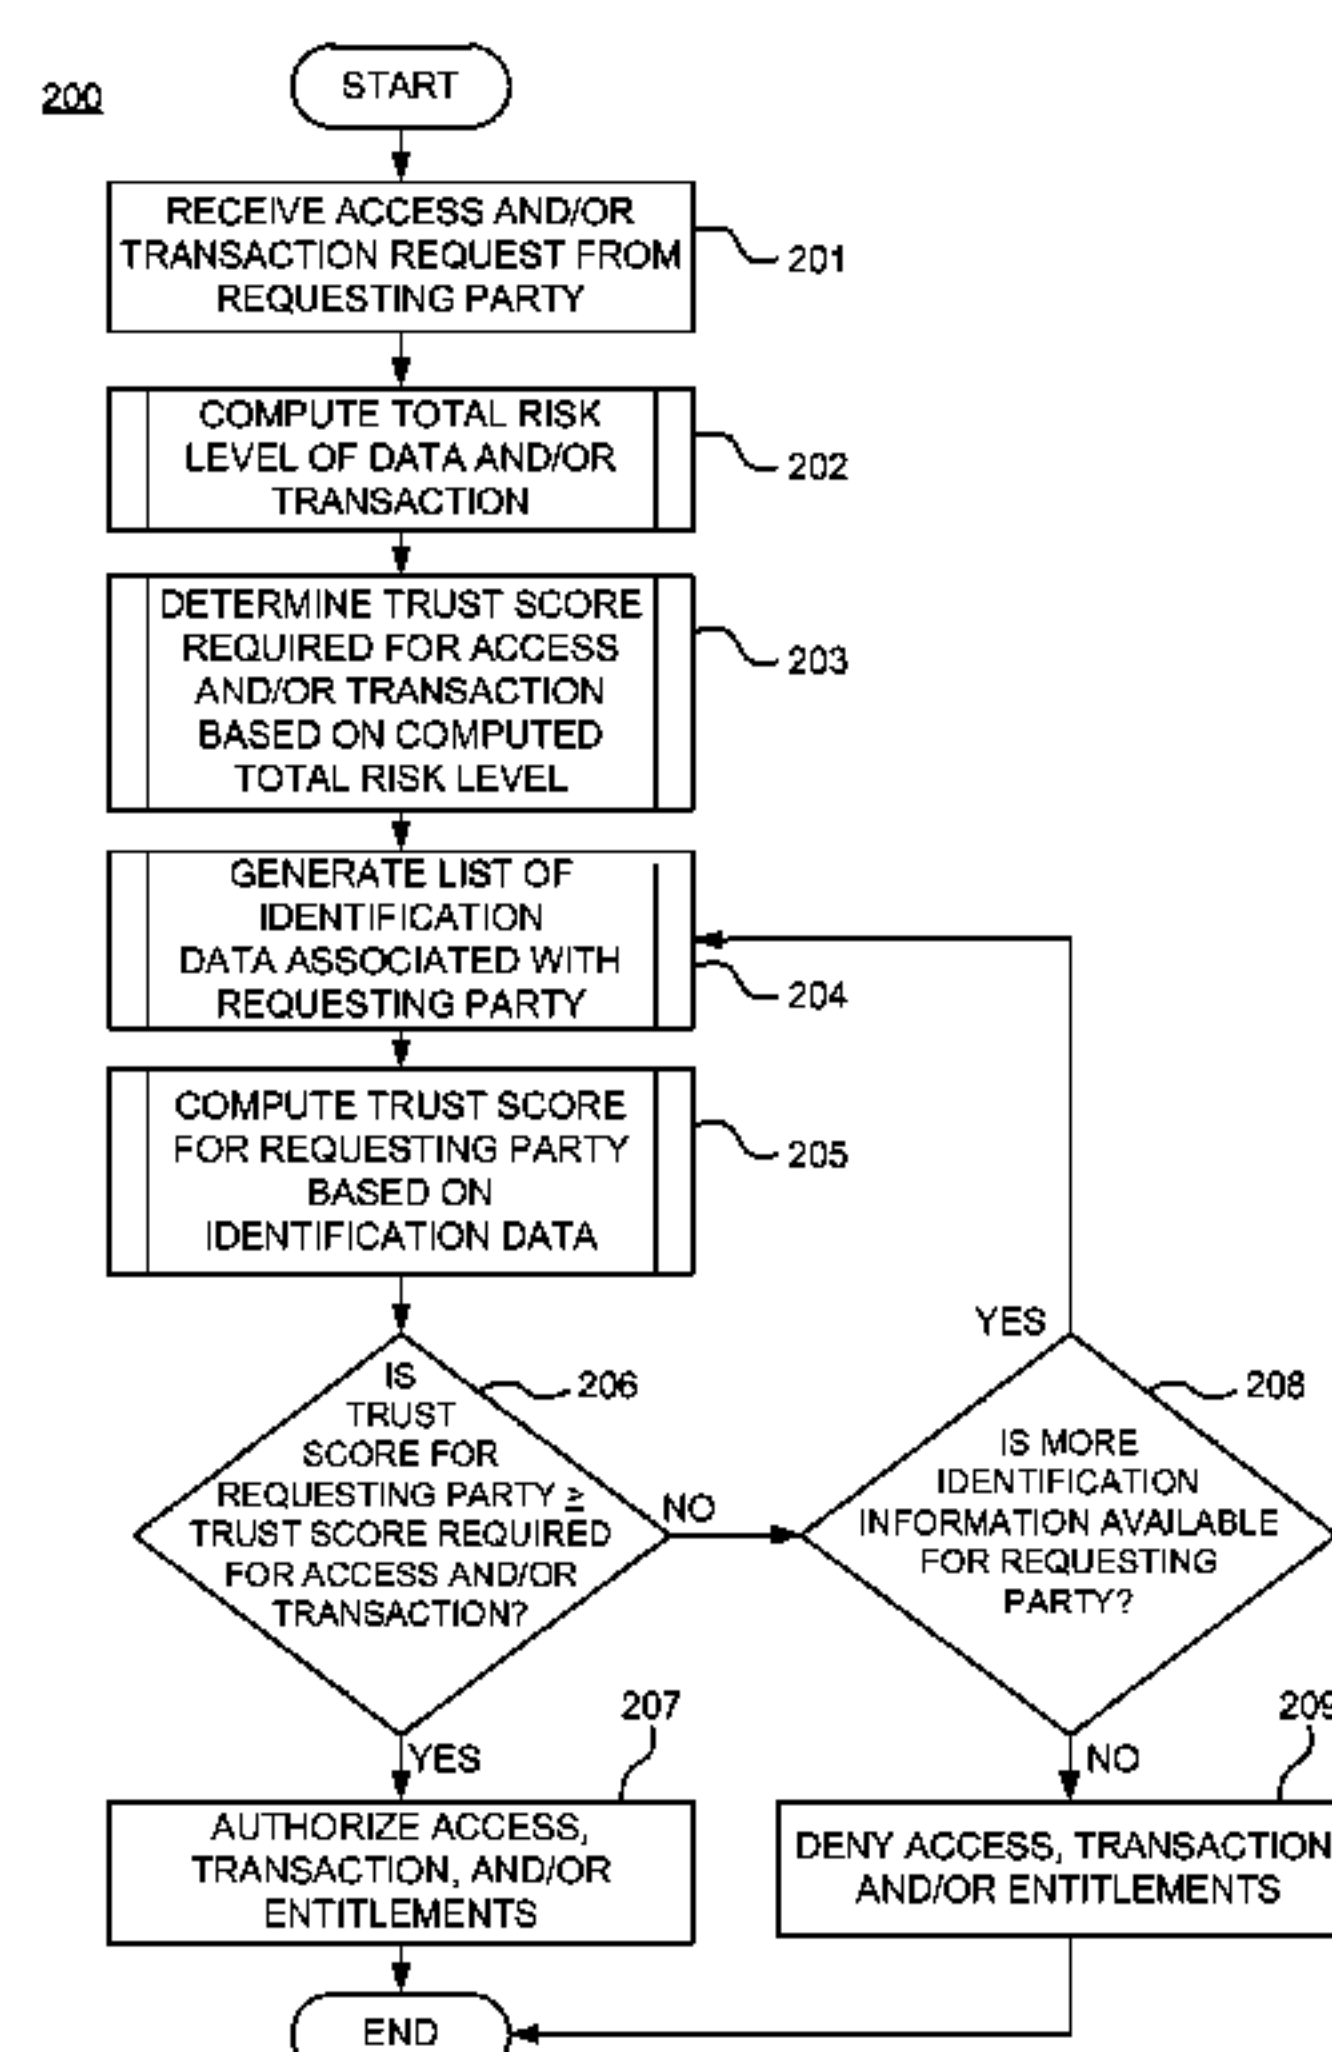 200
START
RECEIVE ACCESS AND/OR
TRANSACTION REQUEST FROM
REQUESTING PARTY
201
COMPUTE TOTAL RISK
LEVEL OF DATA AND/OR
TRANSACTION
202
DETERMINE TRUST SCORE
REQUIRED FOR ACCESS
AND/OR TRANSACTION
BASED ON COMPUTED
TOTAL RISK LEVEL
203
GENERATE LIST OF
IDENTIFICATION
DATA ASSOCIATED WITH
REQUESTING PARTY
204
COMPUTE TRUST SCORE
FOR REQUESTING PARTY
BASED ON
IDENTIFICATION DATA
205
IS
TRUST
SCORE FOR
REQUESTING PARTY ≥
TRUST SCORE REQUIRED
FOR ACCESS AND/OR
TRANSACTION?
206
NO
YES
IS MORE
IDENTIFICATION
INFORMATION AVAILABLE
FOR REQUESTING
PARTY?
208
YES
NO
207
AUTHORIZE ACCESS,
TRANSACTION, AND/OR
ENTITLEMENTS
209
DENY ACCESS, TRANSACTION
AND/OR ENTITLEMENTS
END